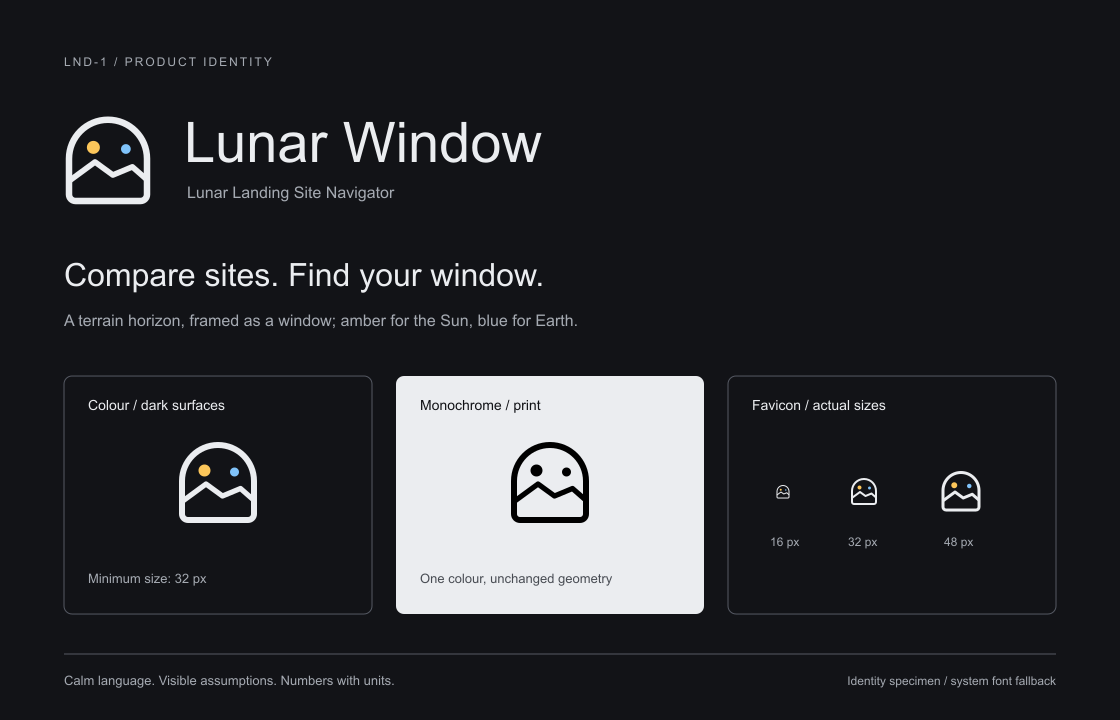 LND-1 / PRODUCT IDENTITY
Lunar Window
Lunar Landing Site Navigator
Compare sites. Find your window.
A terrain horizon, framed as a window; amber for the Sun, blue for Earth.
Colour / dark surfaces
Minimum size: 32 px
Monochrome / print
One colour, unchanged geometry
Favicon / actual sizes
16 px
32 px
48 px
Calm language. Visible assumptions. Numbers with units.
Identity specimen / system font fallback